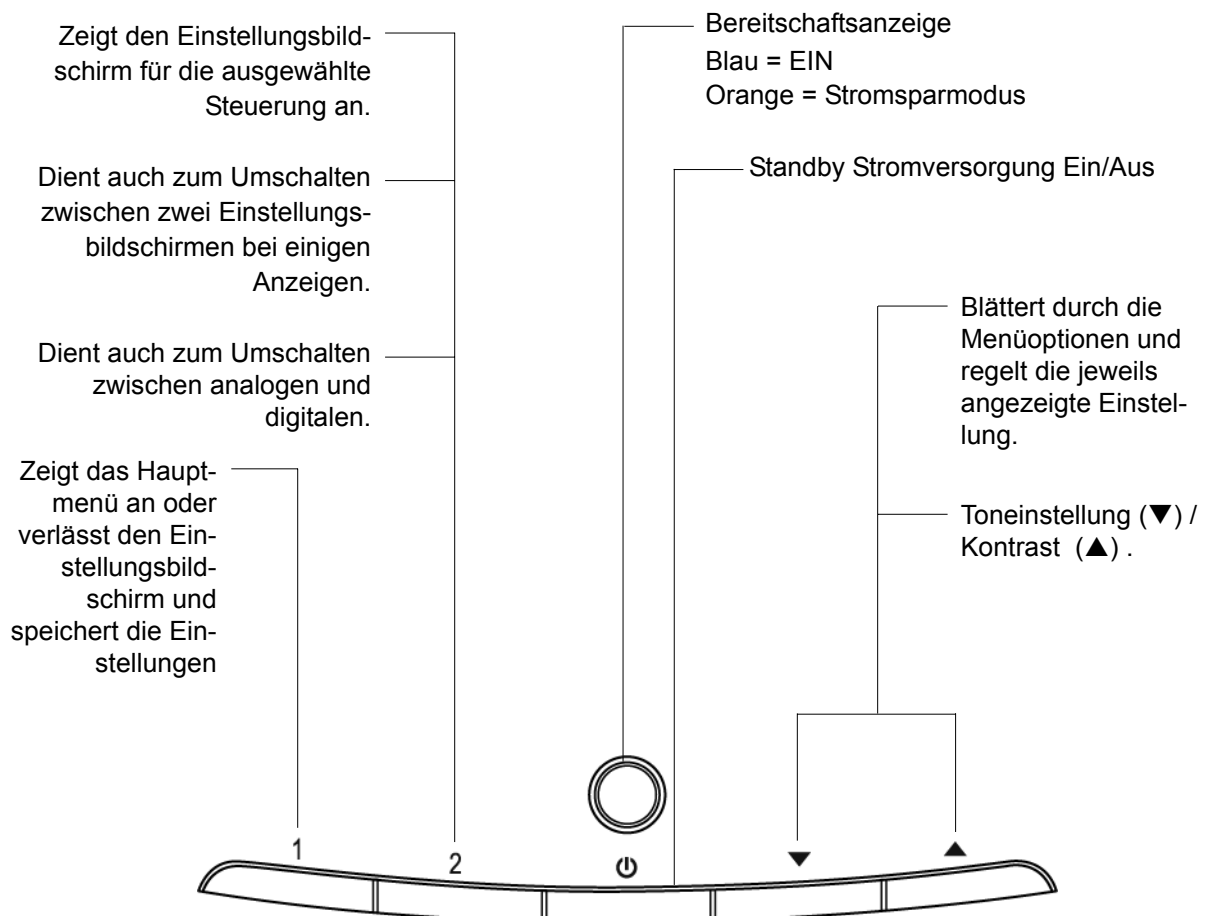 Zeigt den Einstellungsbild-
schirm für die ausgewählte
Steuerung an.
Dient auch zum Umschalten
zwischen zwei Einstellungs-
bildschirmen bei einigen
Anzeigen.
Dient auch zum Umschalten
zwischen analogen und
digitalen.
Zeigt das Haupt-
menü an oder
verlässt den Ein-
stellungsbild-
schirm und
speichert die Ein-
stellungen
Bereitschaftsanzeige
Blau = EIN
Orange = Stromsparmodus
Standby Stromversorgung Ein/Aus
Blättert durch die
Menüoptionen und
regelt die jeweils
angezeigte Einstel-
lung.
Toneinstellung (▼) /
Kontrast (▲) .
1
2
⏻
▼
▲